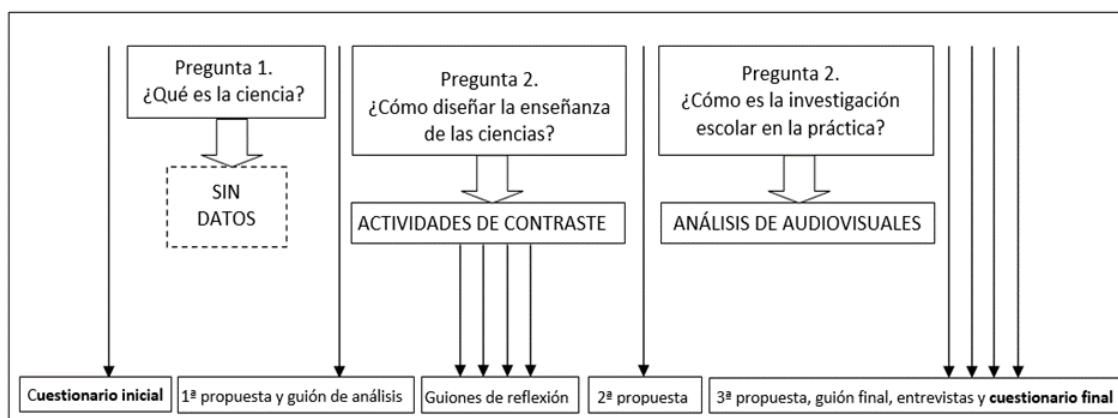 Pregunta 1.
¿Qué es la ciencia?
Pregunta 2.
¿Cómo diseñar la enseñanza
de las ciencias?
Pregunta 2.
¿Cómo es la investigación
escolar en la práctica?
SIN
DATOS
ACTIVIDADES DE CONTRASTE
ANÁLISIS DE AUDIOVISUALES
Cuestionario inicial
1ª propuesta y guión de análisis
Guiones de reflexión
2ª propuesta
3ª propuesta, guión final, entrevistas y cuestionario final